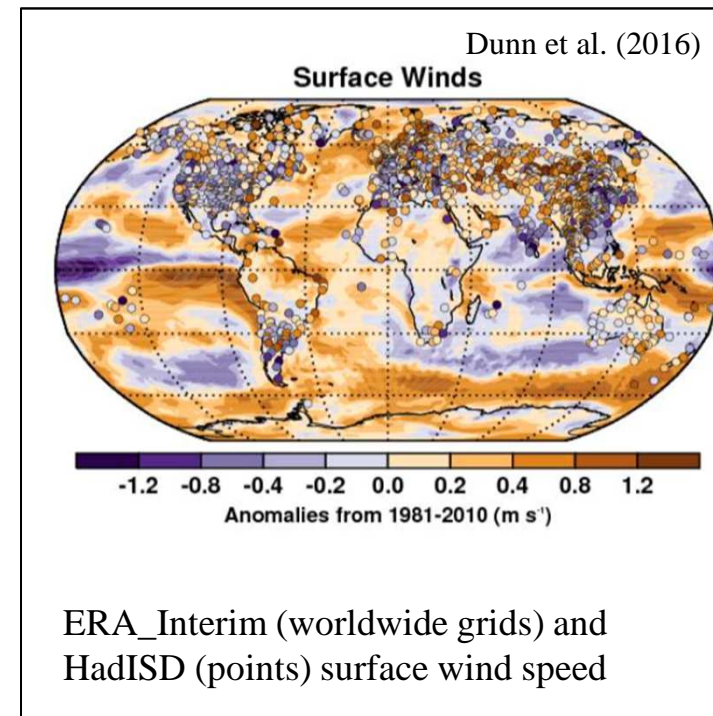 Dunn et al. (2016)
Surface Winds
-1.2 -0.8 -0.4 -0.2 0.0 0.2 0.4 0.8 1.2
Anomalies from 1981-2010 (m s⁻¹)
ERA_Interim (worldwide grids) and
HadISD (points) surface wind speed